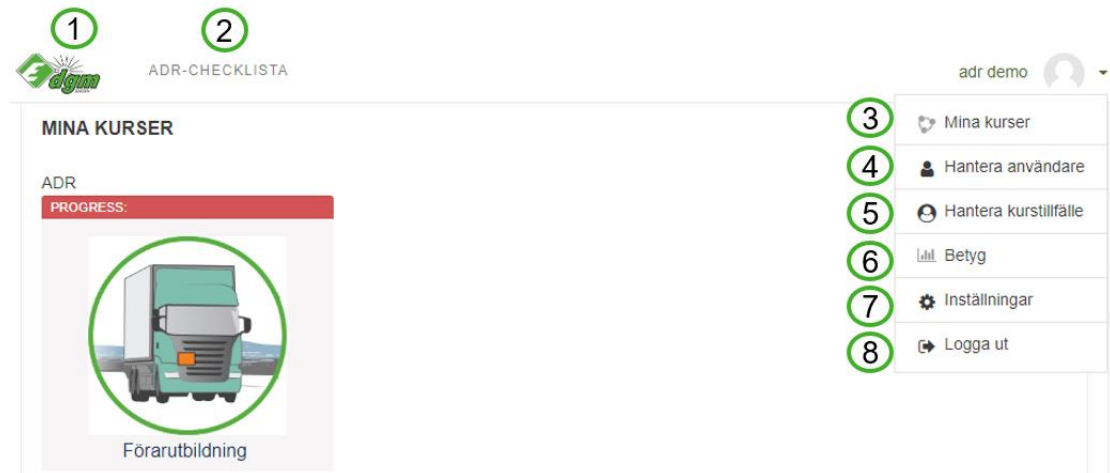 1
2
dgm
ADR-CHECKLISTA
adr demo
MINA KURSER
3 Mina kurser
4 Hantera användare
ADR
PROGRESS:
5 Hantera kurstillfälle
6 Betyg
7 Inställningar
8 Logga ut
Förarutbildning